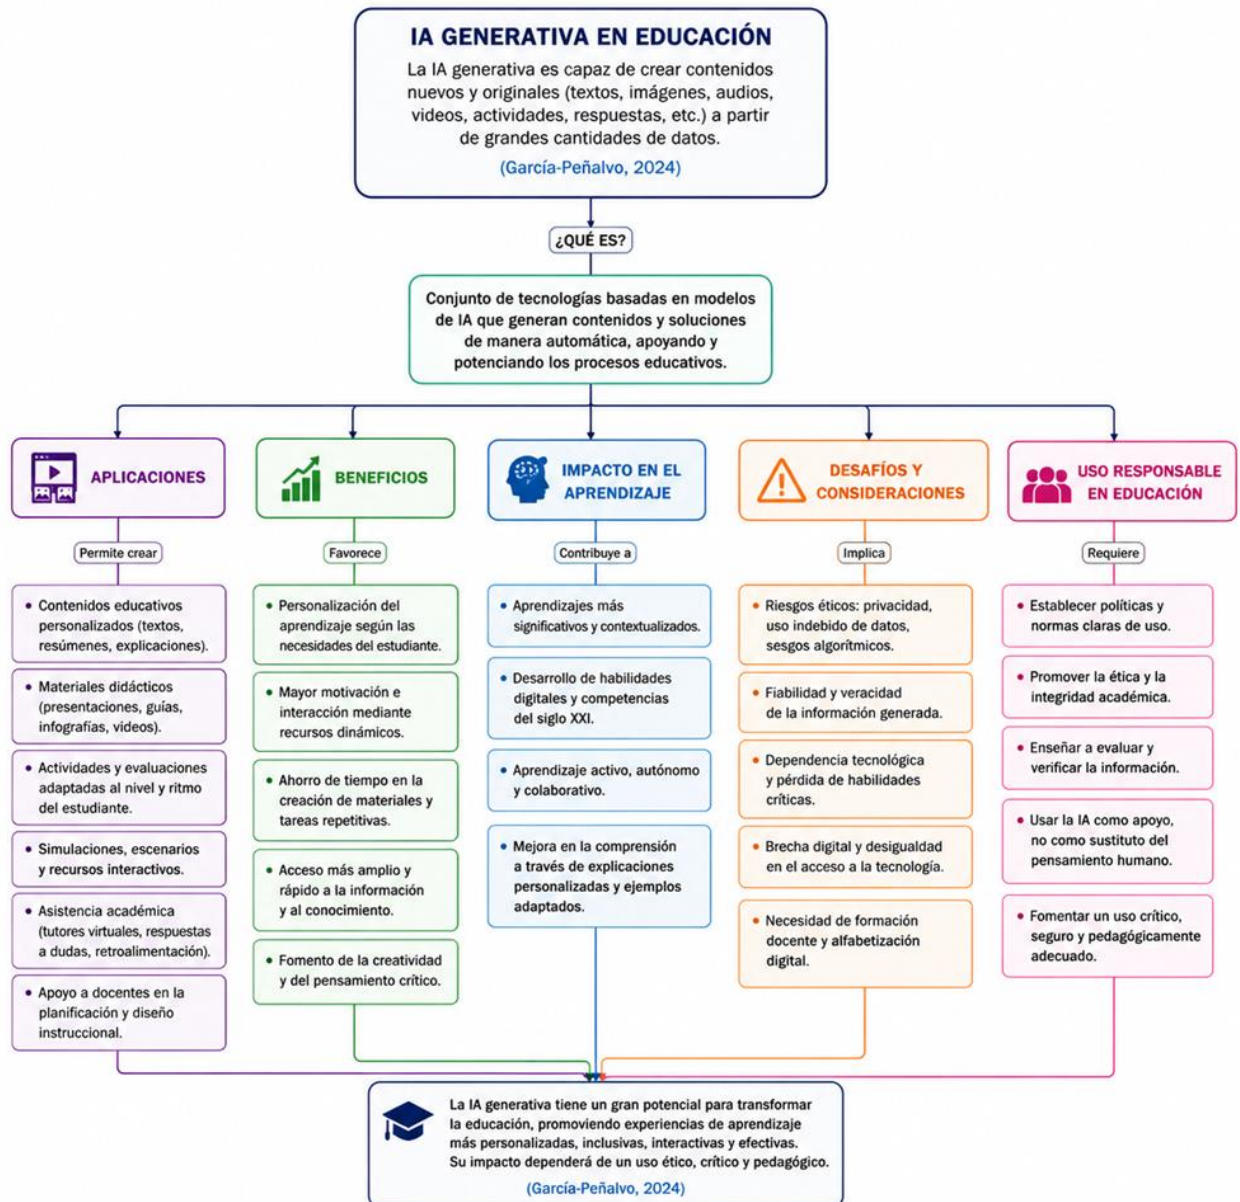 IA GENERATIVA EN EDUCACIÓN
La IA generativa es capaz de crear contenidos
nuevos y originales (textos, imágenes, audios,
videos, actividades, respuestas, etc.) a partir
de grandes cantidades de datos.
(García-Peñalvo, 2024)
¿QUÉ ES?
Conjunto de tecnologías basadas en modelos
de IA que generan contenidos y soluciones
de manera automática, apoyando y
potenciando los procesos educativos.
APLICACIONES
Permite crear
• Contenidos educativos
personalizados (textos,
resúmenes, explicaciones).
• Materiales didácticos
(presentaciones, guías,
infografías, videos).
• Actividades y evaluaciones
adaptadas al nivel y ritmo
del estudiante.
• Simulaciones, escenarios
y recursos interactivos.
• Asistencia académica
(tutores virtuales, respuestas
a dudas, retroalimentación).
• Apoyo a docentes en la
planificación y diseño
instruccional.
BENEFICIOS
Favorece
• Personalización del
aprendizaje según las
necesidades del estudiante.
• Mayor motivación e
interacción mediante
recursos dinámicos.
• Ahorro de tiempo en la
creación de materiales y
tareas repetitivas.
• Acceso más amplio y
rápido a la información
y al conocimiento.
• Fomento de la creatividad
y del pensamiento crítico.
IMPACTO EN EL
APRENDIZAJE
Contribuye a
• Aprendizajes más
significativos y contextualizados.
• Desarrollo de habilidades
digitales y competencias
del siglo XXI.
• Aprendizaje activo, autónomo
y colaborativo.
• Mejora en la comprensión
a través de explicaciones
personalizadas y ejemplos
adaptados.
DESAFÍOS Y
CONSIDERACIONES
Implica
• Riesgos éticos: privacidad,
uso indebido de datos,
sesgos algorítmicos.
• Fiabilidad y veracidad
de la información generada.
• Dependencia tecnológica
y pérdida de habilidades
críticas.
• Brecha digital y desigualdad
en el acceso a la tecnología.
• Necesidad de formación
docente y alfabetización
digital.
USO RESPONSABLE
EN EDUCACIÓN
Requiere
• Establecer políticas y
normas claras de uso.
• Promover la ética y la
integridad académica.
• Enseñar a evaluar y
verificar la información.
• Usar la IA como apoyo,
no como sustituto del
pensamiento humano.
• Fomentar un uso crítico,
seguro y pedagógicamente
adecuado.
La IA generativa tiene un gran potencial para transformar
la educación, promoviendo experiencias de aprendizaje
más personalizadas, inclusivas, interactivas y efectivas.
Su impacto dependerá de un uso ético, crítico y pedagógico.
(García-Peñalvo, 2024)